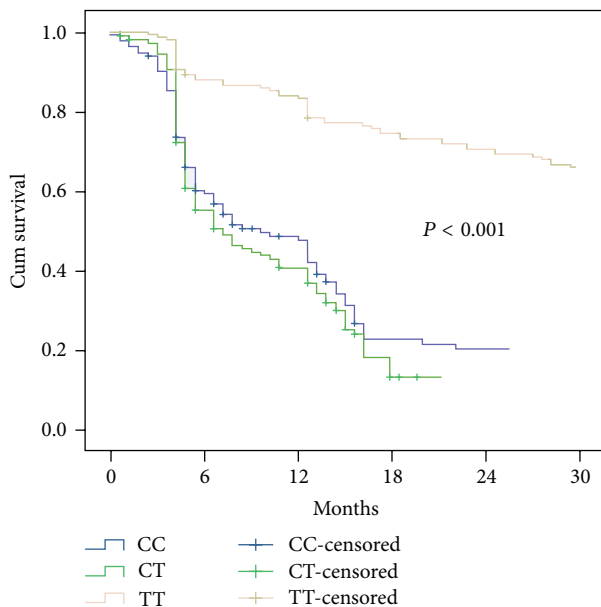 1.0
0.8
0.6
0.4
0.2
0.0
Cum survival
P < 0.001
0 6 12 18 24 30
Months
CC CC-censored
CT CT-censored
TT TT-censored